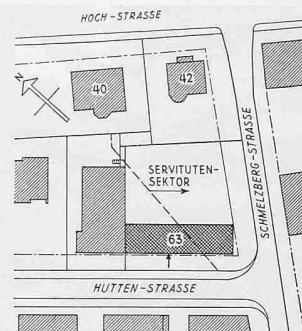 HOCH-STRASSE
40
42
N
SERVITUTEN-
SEKTOR
SCHMELZBERG-STRASSE
63
HUTTEN-STRASSE